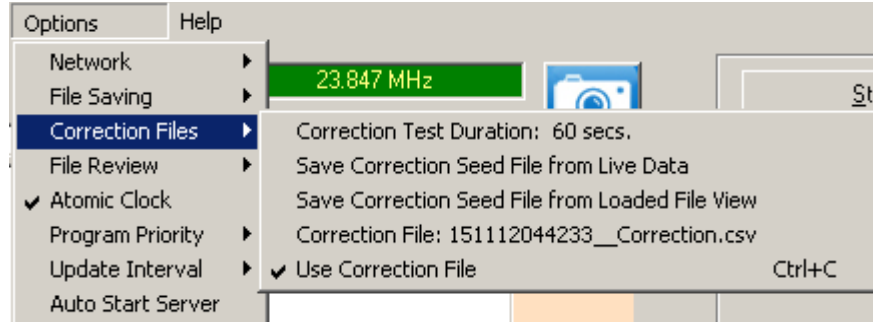 Options Help
Network
23.847 MHz
File Saving
St
Correction Files
Correction Test Duration: 60 secs.
File Review
Save Correction Seed File from Live Data
Atomic Clock
Save Correction Seed File from Loaded File View
Program Priority
Correction File: 151112044233__Correction.csv
Update Interval
Use Correction File Ctrl+C
Auto Start Server